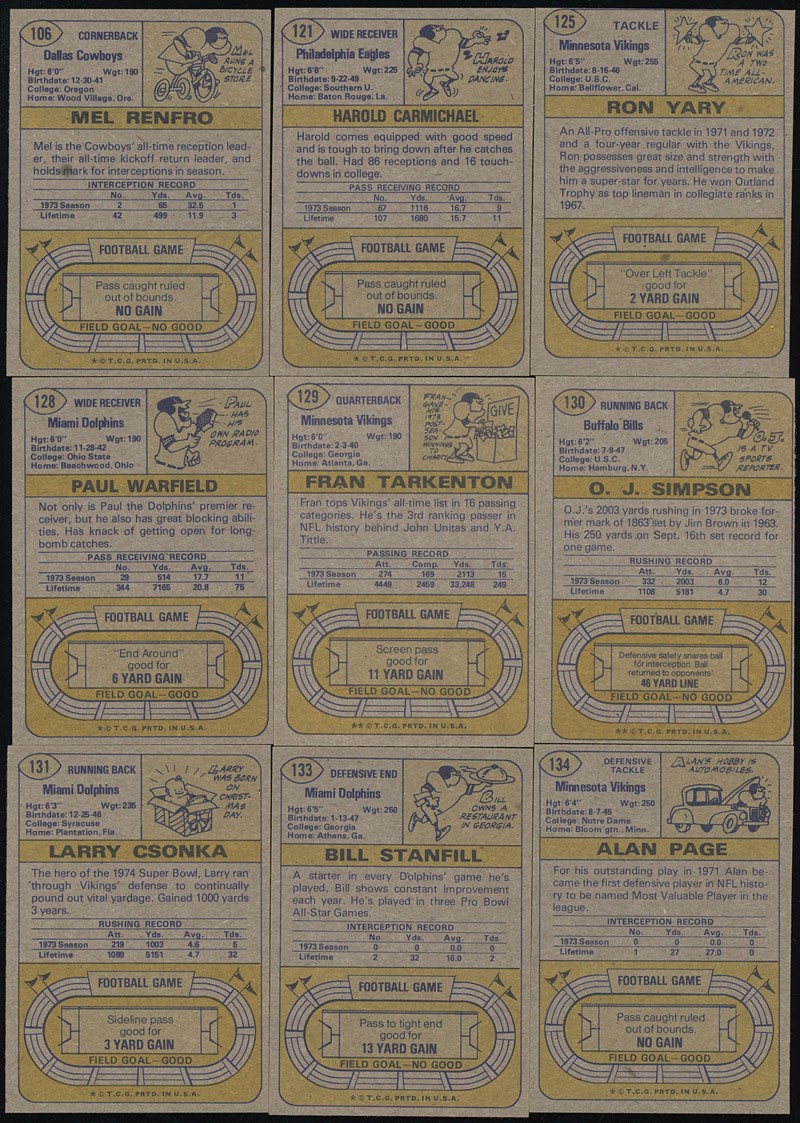 106
CORNERBACK
Dallas Cowboys
Hgt: 6'0" Wgt: 190
Birthdate: 12-30-41
College: Oregon
Home: Wood Village, Ore.
MEL
RUNS A
BICYCLE
STORE
MEL RENFRO
Mel is the Cowboys' all-time reception lead-
er, their all-time kickoff return leader, and
holds mark for interceptions in season.
INTERCEPTION RECORD
No. Yds. Avg. Tds.
1973 Season 2 65 32.5 1
Lifetime 42 499 11.9 3
FOOTBALL GAME
Pass caught ruled
out of bounds.
NO GAIN
FIELD GOAL—NO GOOD
* © T.C.G. PRTD. IN U.S.A.
121
WIDE RECEIVER
Philadelphia Eagles
Hgt: 6'8" Wgt: 225
Birthdate: 9-22-49
College: Southern U.
Home: Baton Rouge, La.
HAROLD
ENJOYS
DANCING.
HAROLD CARMICHAEL
Harold comes equipped with good speed
and is tough to bring down after he catches
the ball. Had 86 receptions and 16 touch-
downs in college.
PASS RECEIVING RECORD
No. Yds. Avg. Tds.
1973 Season 67 1116 16.7 9
Lifetime 107 1680 15.7 11
FOOTBALL GAME
Pass caught ruled
out of bounds.
NO GAIN
FIELD GOAL—NO GOOD
* © T.C.G. PRTD. IN U.S.A.
125
TACKLE
Minnesota Vikings
Hgt: 6'5" Wgt: 255
Birthdate: 8-16-46
College: U.S.C.
Home: Bellflower, Cal.
RON WAS
A TWO
TIME ALL-
AMERICAN.
RON YARY
An All-Pro offensive tackle in 1971 and 1972
and a four-year regular with the Vikings,
Ron possesses great size and strength with
the aggressiveness and intelligence to make
him a super-star for years. He won Outland
Trophy as top lineman in collegiate ranks in
1967.
FOOTBALL GAME
"Over Left Tackle"
good for
2 YARD GAIN
FIELD GOAL—NO GOOD
* © T.C.G. PRTD. IN U.S.A.
128
WIDE RECEIVER
Miami Dolphins
Hgt: 6'0" Wgt: 190
Birthdate: 11-28-42
College: Ohio State
Home: Beachwood, Ohio
PAUL
HAS
HIS
OWN RADIO
PROGRAM.
PAUL WARFIELD
Not only is Paul the Dolphins' premier re-
ceiver, but he also has great blocking abili-
ties. Has knack of getting open for long-
bomb catches.
PASS RECEIVING RECORD
No. Yds. Avg. Tds.
1973 Season 29 514 17.7 11
Lifetime 344 7165 20.8 75
FOOTBALL GAME
"End Around"
good for
6 YARD GAIN
FIELD GOAL—GOOD
* © T.C.G. PRTD. IN U.S.A.
129
QUARTERBACK
Minnesota Vikings
Hgt: 6'0" Wgt: 190
Birthdate: 2-3-40
College: Georgia
Home: Atlanta, Ga.
FRAN
GAVE
HIS
1973
POST-
SEA-
SON
WINNINGS
TO
CHARITY.
GIVE
FRAN TARKENTON
Fran tops Vikings' all-time list in 16 passing
categories. He's the 3rd ranking passer in
NFL history behind John Unitas and Y.A.
Tittle.
PASSING RECORD
Att. Comp. Yds. Tds.
1973 Season 274 169 2113 15
Lifetime 4449 2459 33,248 249
FOOTBALL GAME
Screen pass
good for
11 YARD GAIN
FIELD GOAL—NO GOOD
** © T.C.G. PRTD. IN U.S.A.
130
RUNNING BACK
Buffalo Bills
Hgt: 6'2" Wgt: 205
Birthdate: 7-9-47
College: U.S.C.
Home: Hamburg, N.Y.
O.J.
IS A TV
SPORTS
REPORTER.
O. J. SIMPSON
O.J.'s 2003 yards rushing in 1973 broke for-
mer mark of 1863 set by Jim Brown in 1963.
His 250 yards on Sept. 16th set record for
one game.
RUSHING RECORD
Att. Yds. Avg. Tds.
1973 Season 332 2003 6.0 12
Lifetime 1108 5181 4.7 30
FOOTBALL GAME
Defensive safety snares ball
for interception. Ball
returned to opponents'
46 YARD LINE
FIELD GOAL—NO GOOD
** © T.C.G. PRTD. IN U.S.A.
131
RUNNING BACK
Miami Dolphins
Hgt: 6'3" Wgt: 235
Birthdate: 12-25-46
College: Syracuse
Home: Plantation, Fla.
LARRY
WAS BORN
ON
CHRIST-
MAS
DAY.
LARRY CSONKA
The hero of the 1974 Super Bowl, Larry ran
through Vikings' defense to continually
pound out vital yardage. Gained 1000 yards
3 years.
RUSHING RECORD
Att. Yds. Avg. Tds.
1973 Season 219 1003 4.6 5
Lifetime 1089 5151 4.7 32
FOOTBALL GAME
Sideline pass
good for
3 YARD GAIN
FIELD GOAL—GOOD
* © T.C.G. PRTD. IN U.S.A.
133
DEFENSIVE END
Miami Dolphins
Hgt: 6'5" Wgt: 250
Birthdate: 1-13-47
College: Georgia
Home: Athens, Ga.
BILL
OWNS A
RESTAURANT
IN GEORGIA.
BILL STANFILL
A starter in every Dolphins' game he's
played, Bill shows constant improvement
each year. He's played in three Pro Bowl
All-Star Games.
INTERCEPTION RECORD
No. Yds. Avg. Tds.
1973 Season 0 0 0.0 0
Lifetime 2 32 16.0 2
FOOTBALL GAME
Pass to tight end
good for
13 YARD GAIN
FIELD GOAL—NO GOOD
* © T.C.G. PRTD. IN U.S.A.
134
DEFENSIVE
TACKLE
Minnesota Vikings
Hgt: 6'4" Wgt: 250
Birthdate: 8-7-45
College: Notre Dame
Home: Bloom'gtn., Minn.
ALAN'S HOBBY IS
AUTOMOBILES.
ALAN PAGE
For his outstanding play in 1971 Alan be-
came the first defensive player in NFL histo-
ry to be named Most Valuable Player in the
league.
INTERCEPTION RECORD
No. Yds. Avg. Tds.
1973 Season 0 0 0.0 0
Lifetime 1 27 27.0 0
FOOTBALL GAME
Pass caught ruled
out of bounds.
NO GAIN
FIELD GOAL—GOOD
* © T.C.G. PRTD. IN U.S.A.